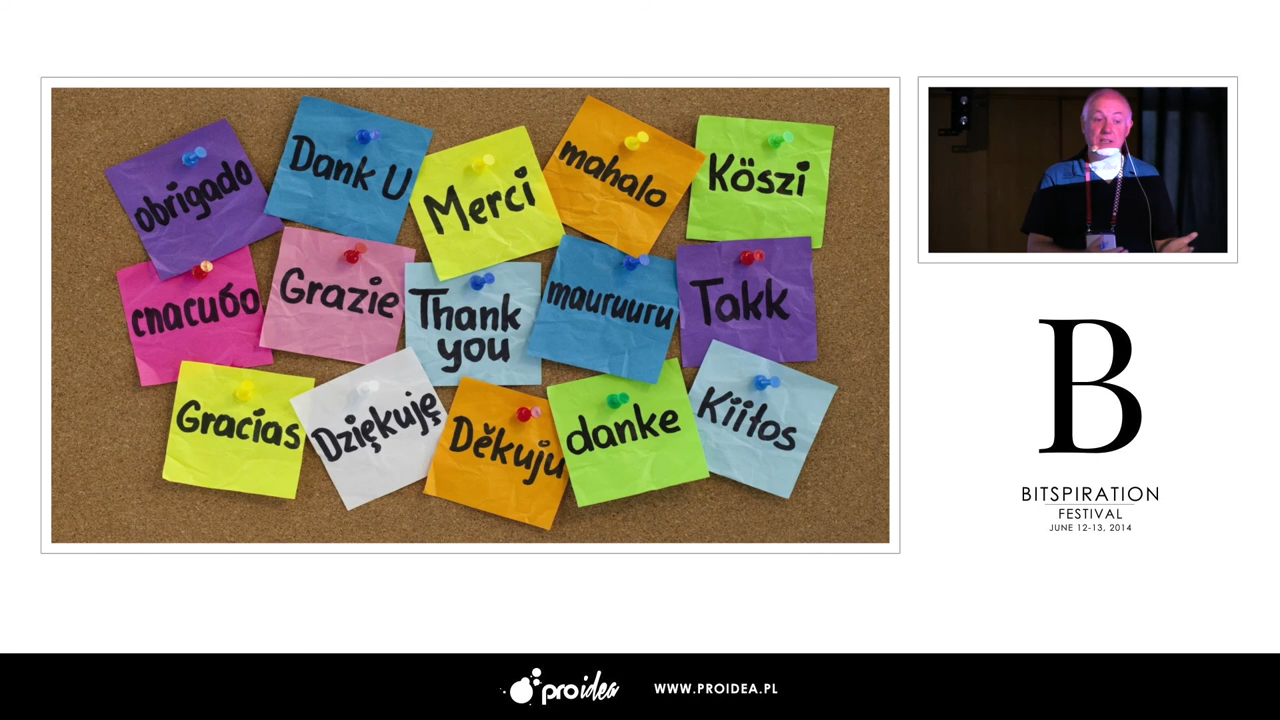 obrigado
Dank U
Merci
mahalo
Köszi
спасибо
Grazie
Thank
you
mauruuru
Takk
Gracias
Dziękuję
Děkuju
danke
Kiitos
B
BITSPIRATION
FESTIVAL
JUNE 12-13, 2014
proidea
WWW.PROIDEA.PL